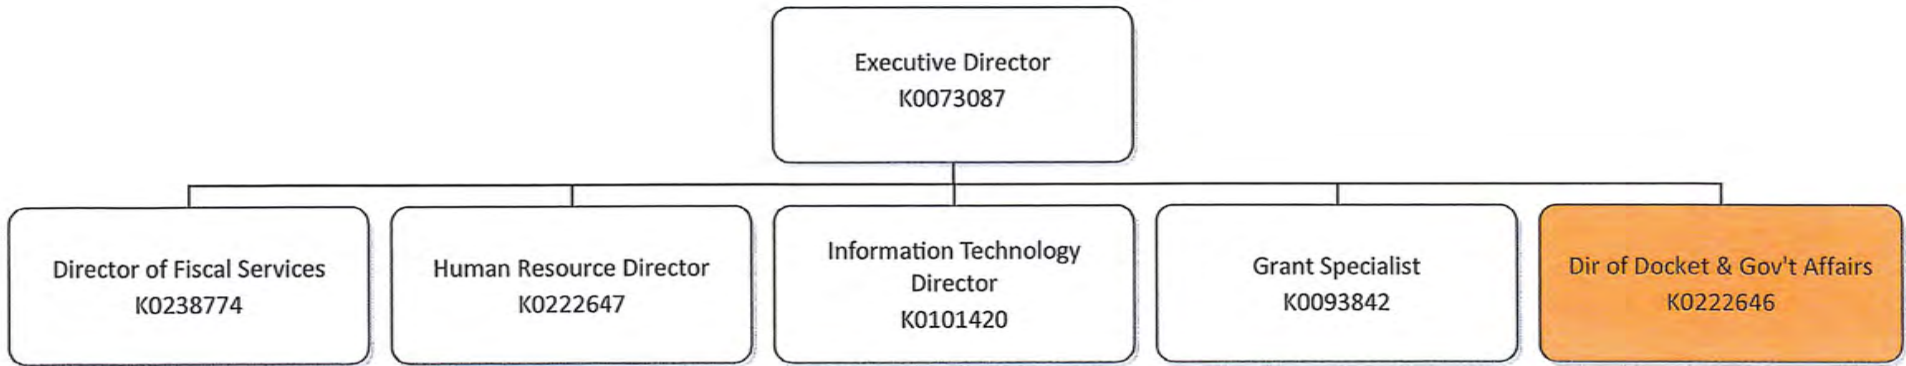 Executive Director
K0073087
Director of Fiscal Services
K0238774
Human Resource Director
K0222647
Information Technology
Director
K0101420
Grant Specialist
K0093842
Dir of Docket & Gov't Affairs
K0222646